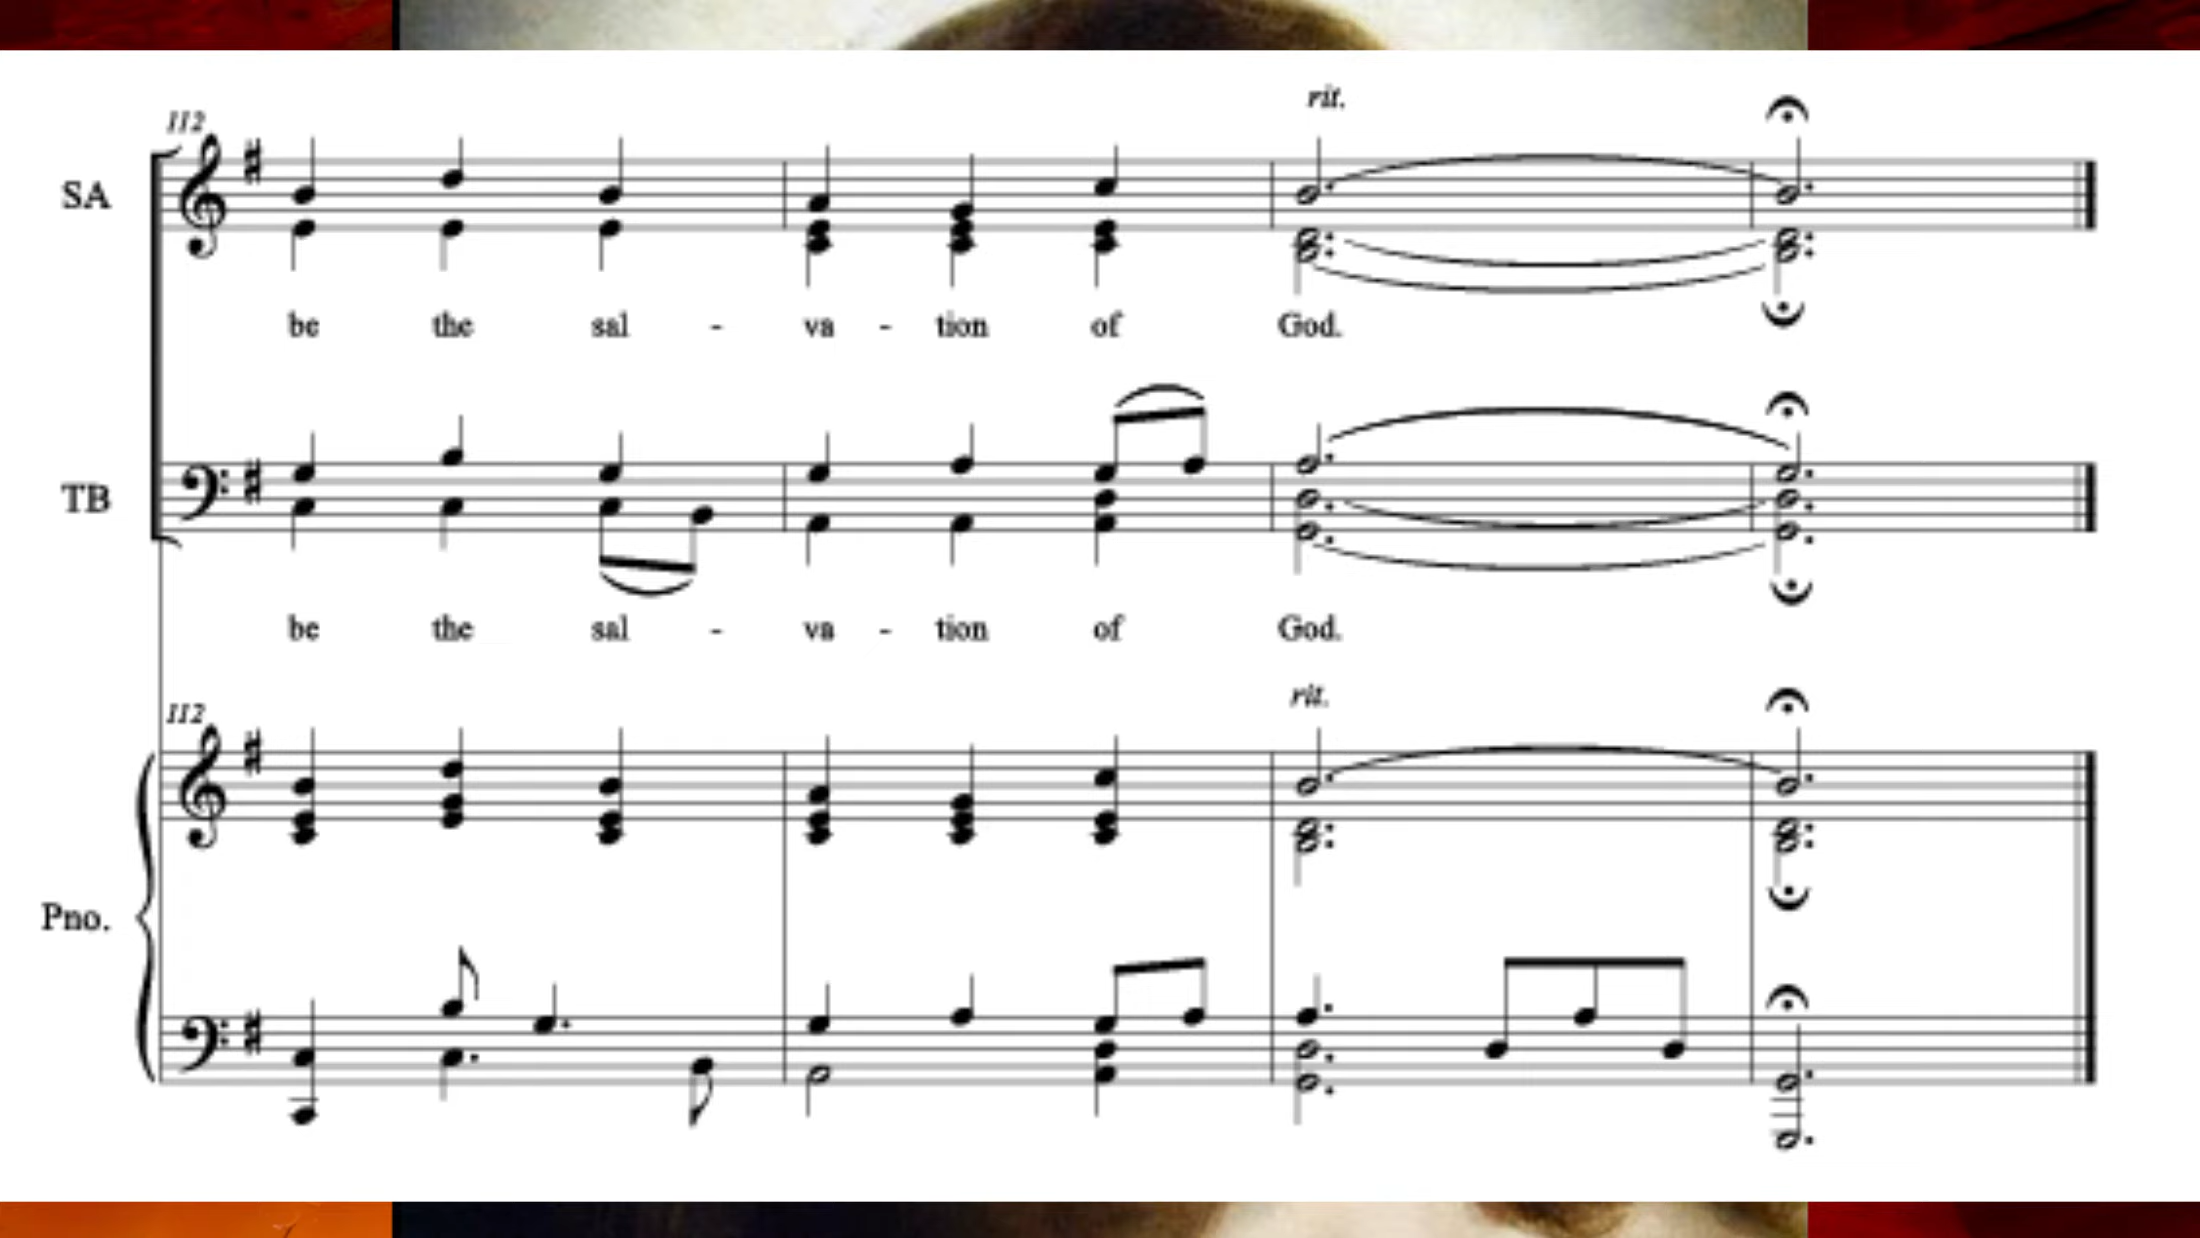 rit.
112
SA
be the sal - va - tion of God.
TB
be the sal - va - tion of God.
rit.
112
Pno.